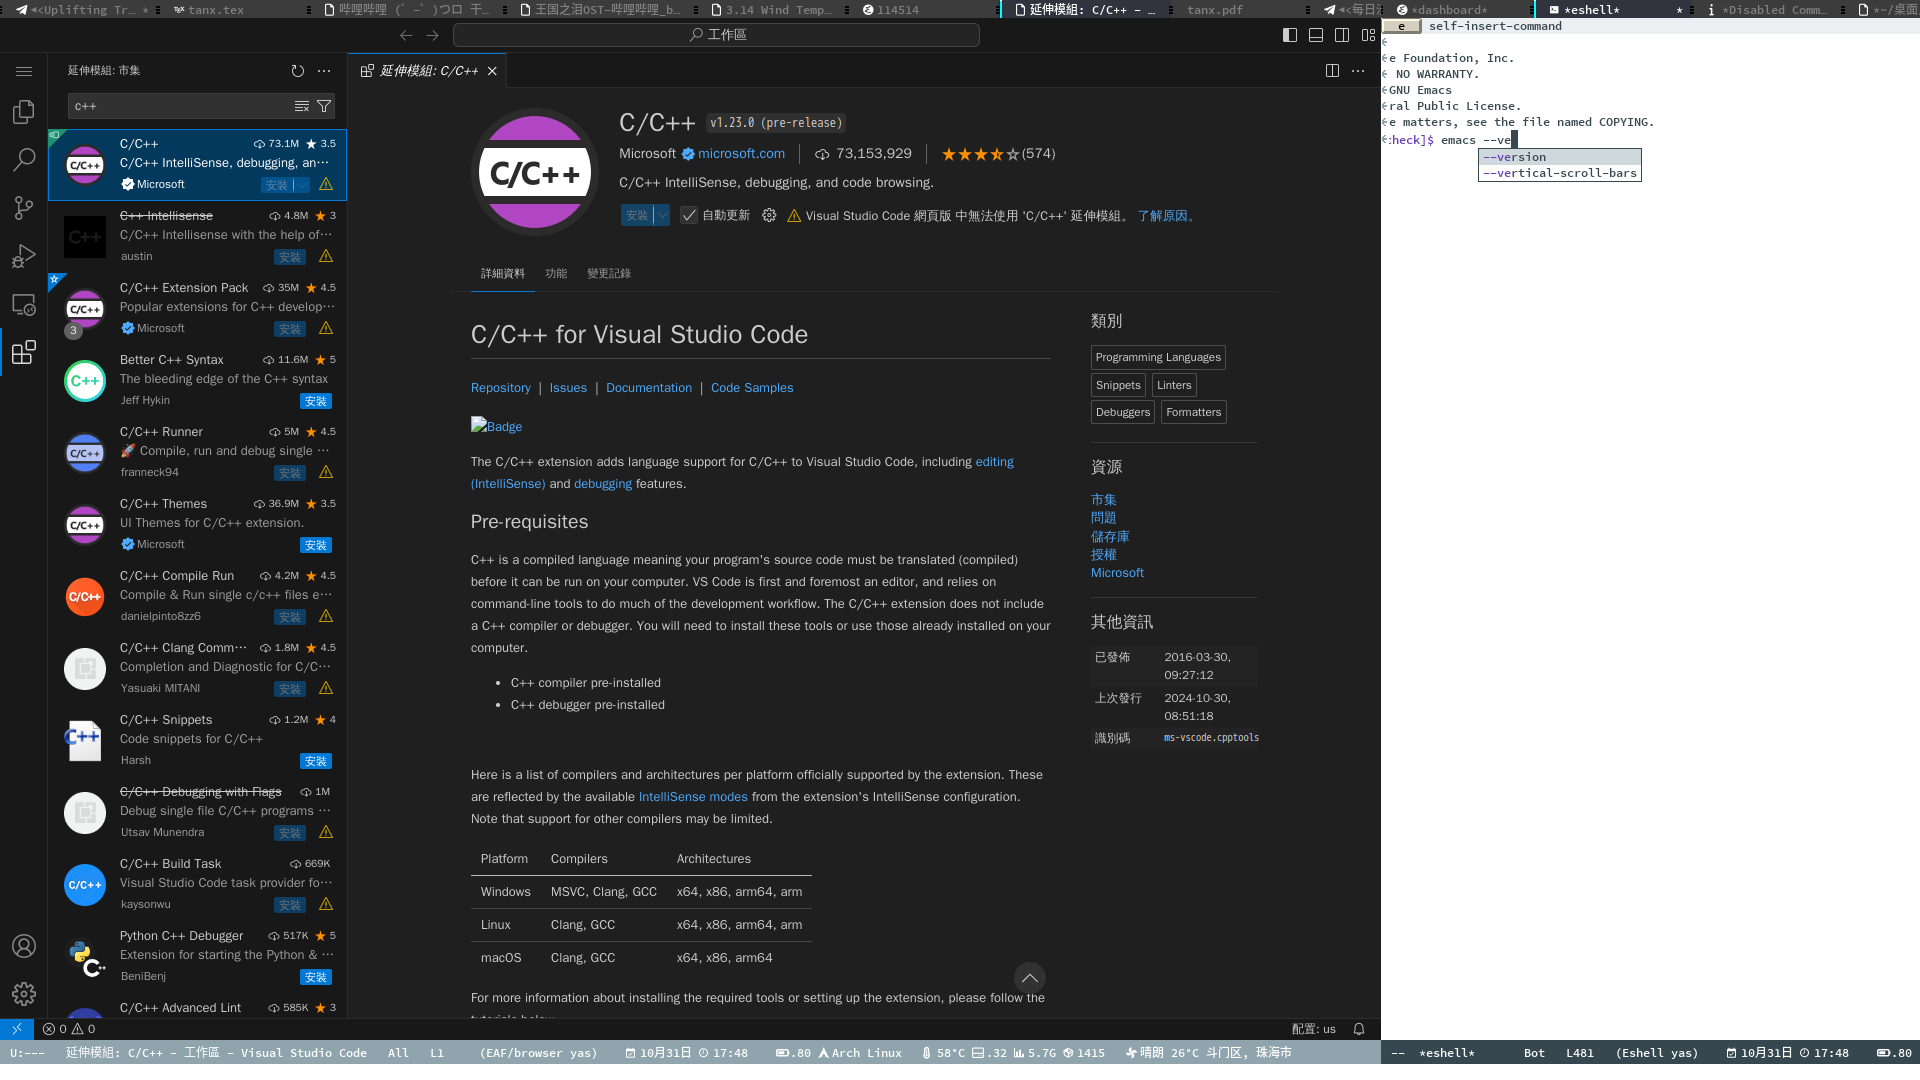 <Uplifting Tr… *
tanx.tex
哔哩哔哩 (゜-゜)つロ 干…
王国之泪OST-哔哩哔哩_b…
3.14 Wind Temp…
114514
延伸模組: C/C++ - …
tanx.pdf
*dashboard*
*eshell* *
*Disabled Comm…
*~/桌面
工作區
延伸模組: 市集
c++
C/C++ 73.1M ★ 3.5
C/C++ IntelliSense, debugging, an…
Microsoft 安裝
C++ Intellisense 4.8M ★ 3
C/C++ Intellisense with the help of…
austin 安裝
C/C++ Extension Pack 35M ★ 4.5
Popular extensions for C++ develop…
3 Microsoft 安裝
Better C++ Syntax 11.6M ★ 5
The bleeding edge of the C++ syntax
Jeff Hykin 安裝
C/C++ Runner 5M ★ 4.5
🚀 Compile, run and debug single …
franneck94 安裝
C/C++ Themes 36.9M ★ 3.5
UI Themes for C/C++ extension.
Microsoft 安裝
C/C++ Compile Run 4.2M ★ 4.5
Compile & Run single c/c++ files e…
danielpinto8zz6 安裝
C/C++ Clang Comm… 1.8M ★ 4.5
Completion and Diagnostic for C/C…
Yasuaki MITANI 安裝
C/C++ Snippets 1.2M ★ 4
Code snippets for C/C++
Harsh 安裝
C/C++ Debugging with Flags 1M
Debug single file C/C++ programs …
Utsav Munendra 安裝
C/C++ Build Task 669K
Visual Studio Code task provider fo…
kaysonwu 安裝
Python C++ Debugger 517K ★ 5
Extension for starting the Python & …
BeniBenj 安裝
C/C++ Advanced Lint 585K ★ 3
延伸模組: C/C++
C/C++
C/C++ v1.23.0 (pre-release)
Microsoft microsoft.com 73,153,929 (574)
C/C++ IntelliSense, debugging, and code browsing.
安裝 自動更新 Visual Studio Code 網頁版 中無法使用 'C/C++' 延伸模組。 了解原因。
詳細資料 功能 變更記錄
C/C++ for Visual Studio Code
Repository | Issues | Documentation | Code Samples
Badge
The C/C++ extension adds language support for C/C++ to Visual Studio Code, including editing
(IntelliSense) and debugging features.
Pre-requisites
C++ is a compiled language meaning your program's source code must be translated (compiled)
before it can be run on your computer. VS Code is first and foremost an editor, and relies on
command-line tools to do much of the development workflow. The C/C++ extension does not include
a C++ compiler or debugger. You will need to install these tools or use those already installed on your
computer.
• C++ compiler pre-installed
• C++ debugger pre-installed
Here is a list of compilers and architectures per platform officially supported by the extension. These
are reflected by the available IntelliSense modes from the extension's IntelliSense configuration.
Note that support for other compilers may be limited.
Platform Compilers Architectures
Windows MSVC, Clang, GCC x64, x86, arm64, arm
Linux Clang, GCC x64, x86, arm64, arm
macOS Clang, GCC x64, x86, arm64
For more information about installing the required tools or setting up the extension, please follow the
類別
Programming Languages
Snippets Linters
Debuggers Formatters
資源
市集
問題
儲存庫
授權
Microsoft
其他資訊
已發佈 2016-03-30,
09:27:12
上次發行 2024-10-30,
08:51:18
識別碼 ms-vscode.cpptools
0 0
配置: us
U:--- 延伸模組: C/C++ - 工作區 - Visual Studio Code All L1 (EAF/browser yas) 10月31日 17:48 .80 Arch Linux 58°C .32 5.7G 1415 晴朗 26°C 斗门区, 珠海市
e self-insert-command
e Foundation, Inc.
NO WARRANTY.
GNU Emacs
ral Public License.
e matters, see the file named COPYING.
check]$ emacs --ve
--version
--vertical-scroll-bars
-- *eshell* Bot L481 (Eshell yas) 10月31日 17:48 .80